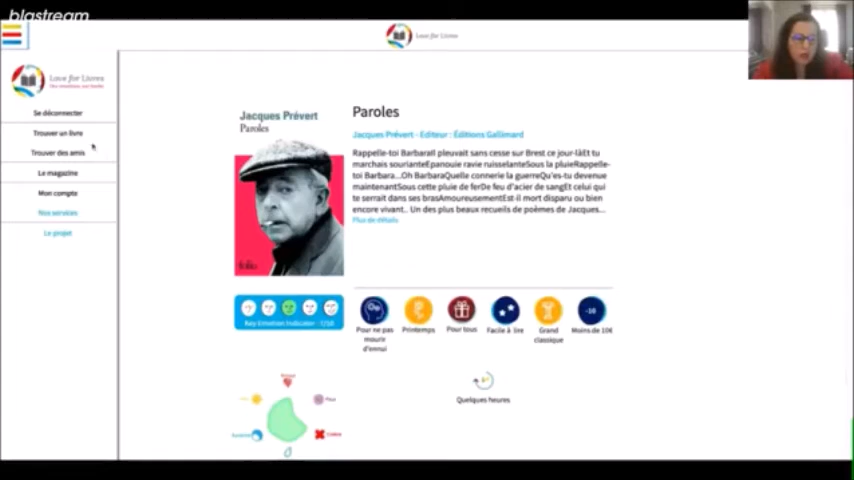 blastream
Love for Livres
Love for Livres
Se déconnecter
Trouver un livre
Trouver des amis
Le magazine
Mon compte
Nos services
Le projet
Jacques Prévert
Paroles
folio
Key Emotion Indicator : 7/10
Paroles
Jacques Prévert - Editeur : Éditions Gallimard
Rappelle-toi BarbaraIl pleuvait sans cesse sur Brest ce jour-làEt tu
marchais sourianteÉpanouie ravie ruisselanteSous la pluieRappelle-
toi Barbara...Oh BarbaraQuelle connerie la guerreQu'es-tu devenue
maintenantSous cette pluie de ferDe feu d'acier de sangEt celui qui
te serrait dans ses brasAmoureusementEst-il mort disparu ou bien
encore vivant.. Un des plus beaux recueils de poèmes de Jacques...
Plus de détails
Pour ne pas
mourir
d'ennui
Printemps
Pour tous
Facile à lire
Grand
classique
-10
Moins de 10€
Quelques heures